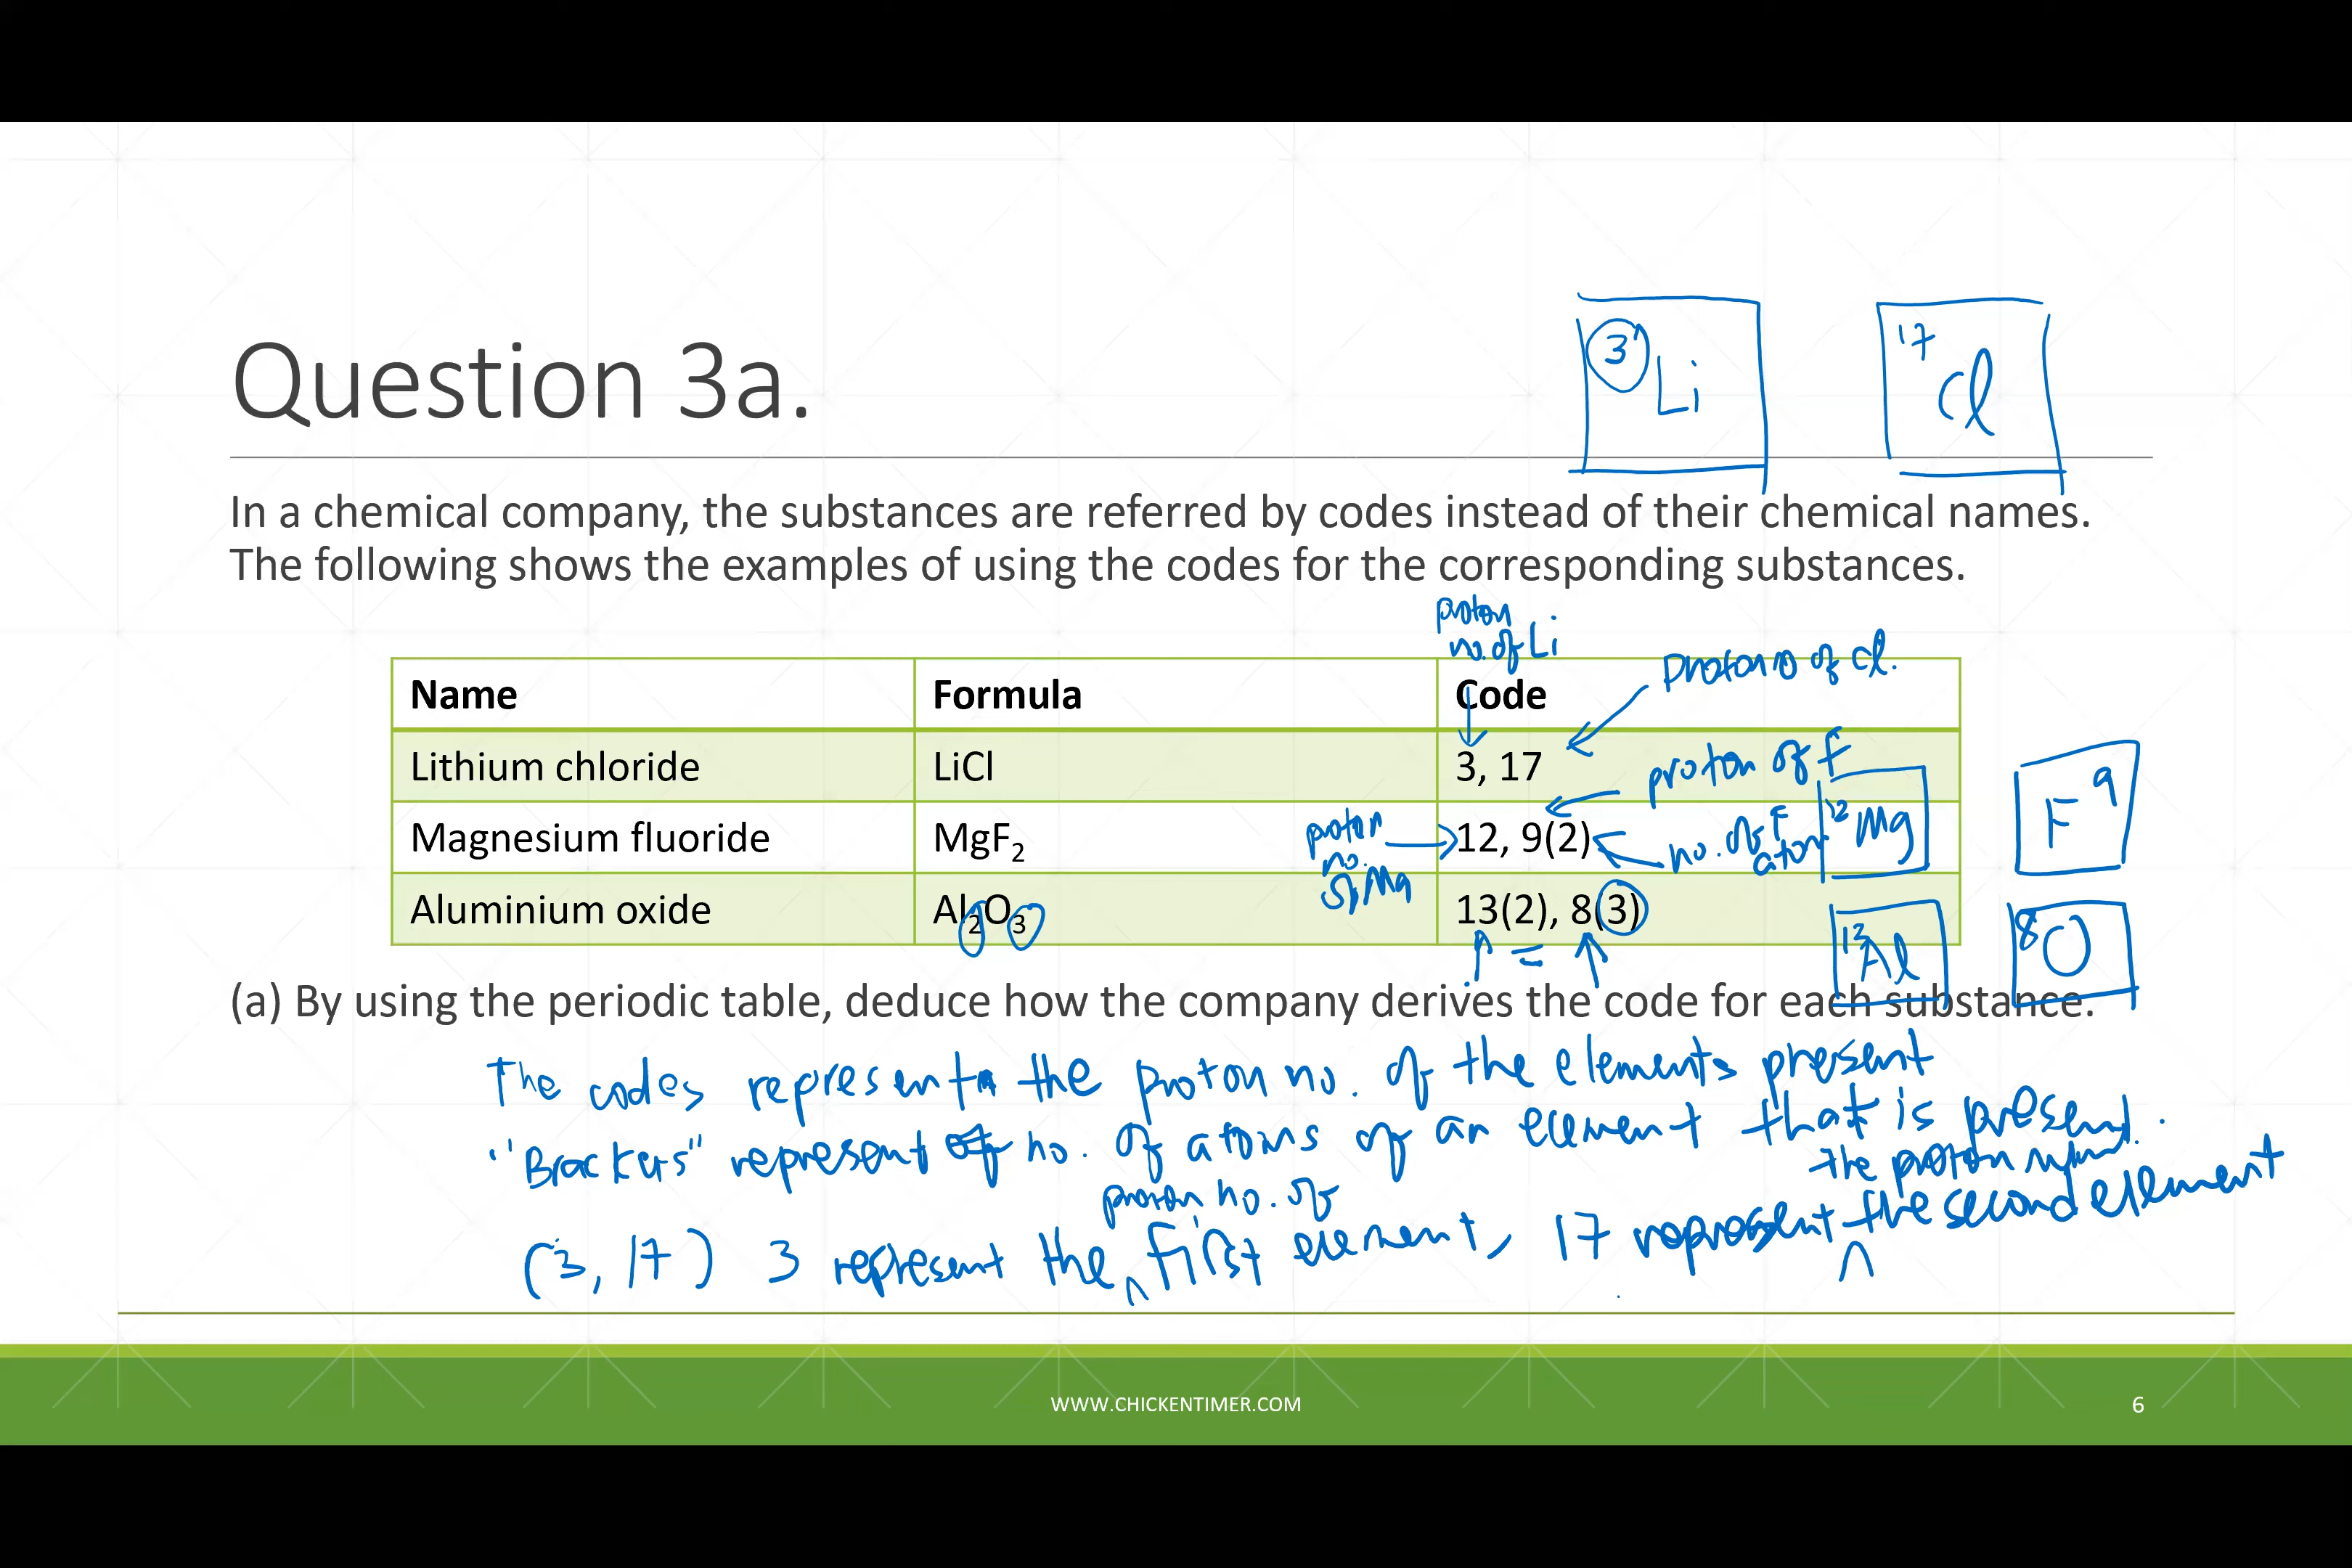 3 Li
17 Cl
Question 3a.
In a chemical company, the substances are referred by codes instead of their chemical names.
The following shows the examples of using the codes for the corresponding substances.
proton
no. of Li
proton no of Cl.
Name Formula Code
Lithium chloride LiCl 3, 17
proton of F
Magnesium fluoride MgF₂ 12, 9(2)
proton
no.
of Mg
no. of F
atom
12 Mg
F 9
Aluminium oxide Al₂O₃ 13(2), 8(3)
13 Al
8 O
(a) By using the periodic table, deduce how the company derives the code for each substance.
The codes represent the proton no. of the elements present
"Brackets" represent no. of atoms of an element that is present.
proton no. of
the proton
(3, 17) 3 represent the first element, 17 represent the second element
WWW.CHICKENTIMER.COM
6